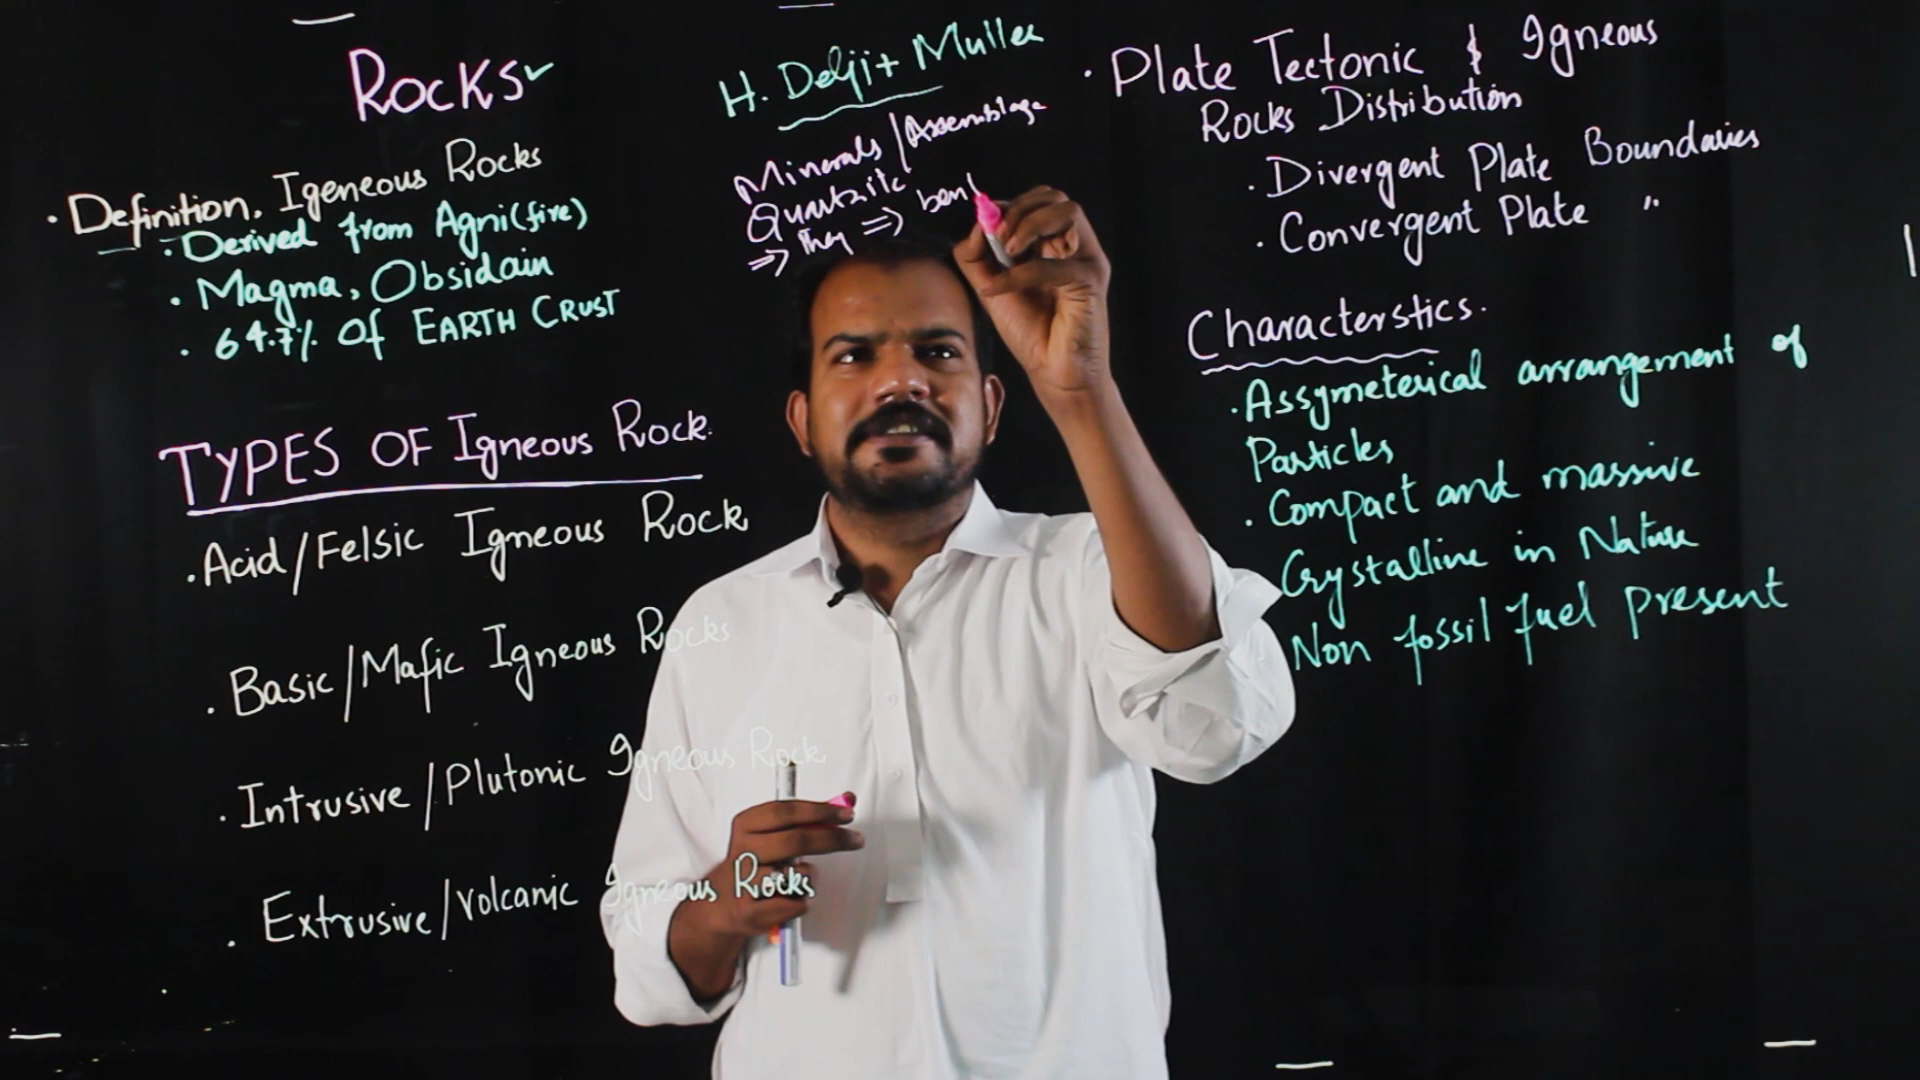 ROCKS
. Definition. Igeneous Rocks
. Derived from Agni(fire)
. Magma, Obsidain
. 64.7% Of EARTH CRUST
TYPES OF Igneous Rock.
. Acid/Felsic Igneous Rock
. Basic/Mafic Igneous Rocks
. Intrusive/Plutonic Igneous Rock
. Extrusive/Volcanic Igneous Rocks
H. Muller
Minerals/Assemblage
Quartzite
=> they =>
. Plate Tectonic & Igneous
Rocks Distribution
. Divergent Plate Boundaries
. Convergent Plate "
Characterstics.
. Assymeterical arrangement of
Particles
. Compact and massive
Crystalline in Nature
Non fossil fuel present